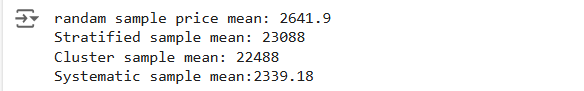 randam sample price mean: 2641.9
Stratified sample mean: 23088
Cluster sample mean: 22488
Systematic sample mean:2339.18